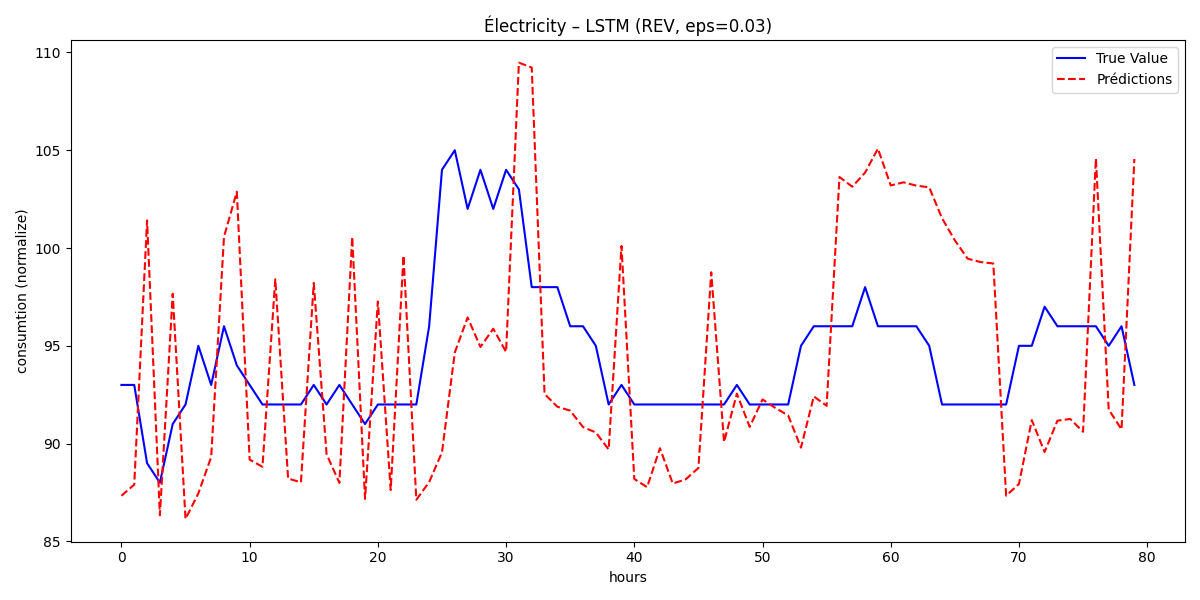 Électricity – LSTM (REV, eps=0.03)
True Value
Prédictions
consumtion (normalize)
110
105
100
95
90
85
0 10 20 30 40 50 60 70 80
hours